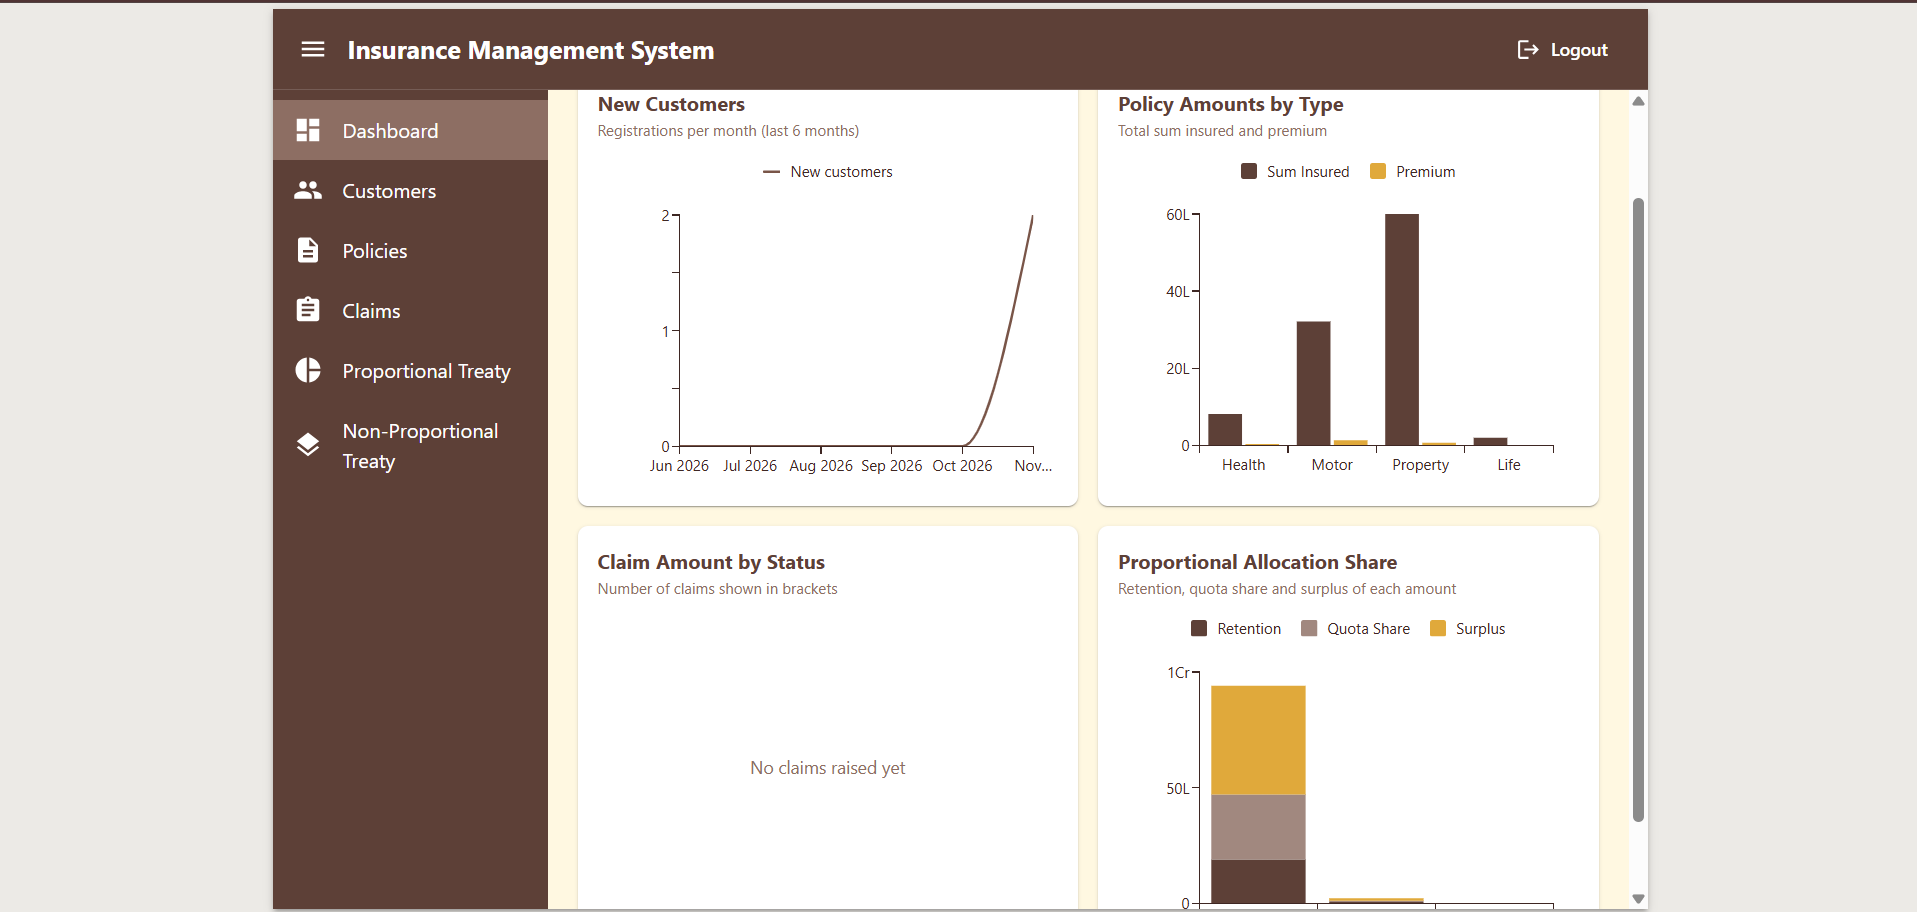 Insurance Management System
Logout
Dashboard
Customers
Policies
Claims
Proportional Treaty
Non-Proportional
Treaty
New Customers
Registrations per month (last 6 months)
New customers
2
1
0
Jun 2026 Jul 2026 Aug 2026 Sep 2026 Oct 2026 Nov...
Policy Amounts by Type
Total sum insured and premium
Sum Insured Premium
60L
40L
20L
0
Health Motor Property Life
Claim Amount by Status
Number of claims shown in brackets
No claims raised yet
Proportional Allocation Share
Retention, quota share and surplus of each amount
Retention Quota Share Surplus
1Cr
50L
0